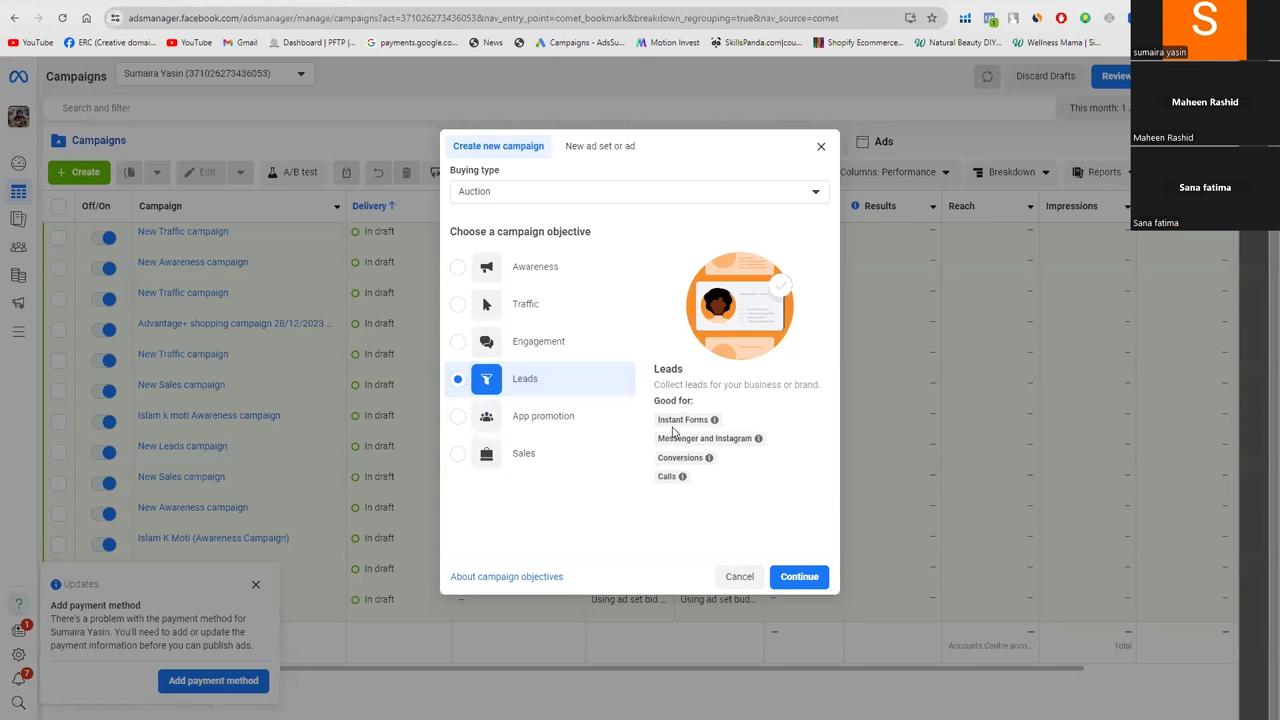 adsmanager.facebook.com/adsmanager/manage/campaigns?act=371026273436053&nav_entry_point=comet_bookmark&breakdown_regrouping=true&nav_source=comet
YouTube
ERC (Creative domai...
YouTube
Gmail
Dashboard | PFTP |...
payments.google.co...
News
Campaigns - AdsSu...
Motion Invest
SkillsPanda.com|cou...
Shopify Ecommerce...
Natural Beauty DIY...
Wellness Mama | Si...
S
sumaira yasin
Maheen Rashid
Maheen Rashid
Sana fatima
Sana fatima
Campaigns
Sumaira Yasin (371026273436053)
Discard Drafts
Review
Search and filter
This month: 1
Campaigns
Ads
+ Create
Edit
A/B test
Columns: Performance
Breakdown
Reports
Off/On
Campaign
Delivery ↑
Results
Reach
Impressions
New Traffic campaign
In draft
New Awareness campaign
In draft
New Traffic campaign
In draft
Advantage+ shopping campaign 28/12/2023 ...
In draft
New Traffic campaign
In draft
New Sales campaign
In draft
Islam k moti Awareness campaign
In draft
New Leads campaign
In draft
New Sales campaign
In draft
New Awareness campaign
In draft
Islam K Moti (Awareness Campaign)
In draft
In draft
In draft
Using ad set bid ...
Using ad set bud...
Accounts Centre acco...
Total
Create new campaign
New ad set or ad
Buying type
Auction
Choose a campaign objective
Awareness
Traffic
Engagement
Leads
App promotion
Sales
Leads
Collect leads for your business or brand.
Good for:
Instant Forms
Messenger and Instagram
Conversions
Calls
About campaign objectives
Cancel
Continue
Updates
Add payment method
There's a problem with the payment method for
Sumaira Yasin. You'll need to add or update the
payment information before you can publish ads.
Add payment method
1
7